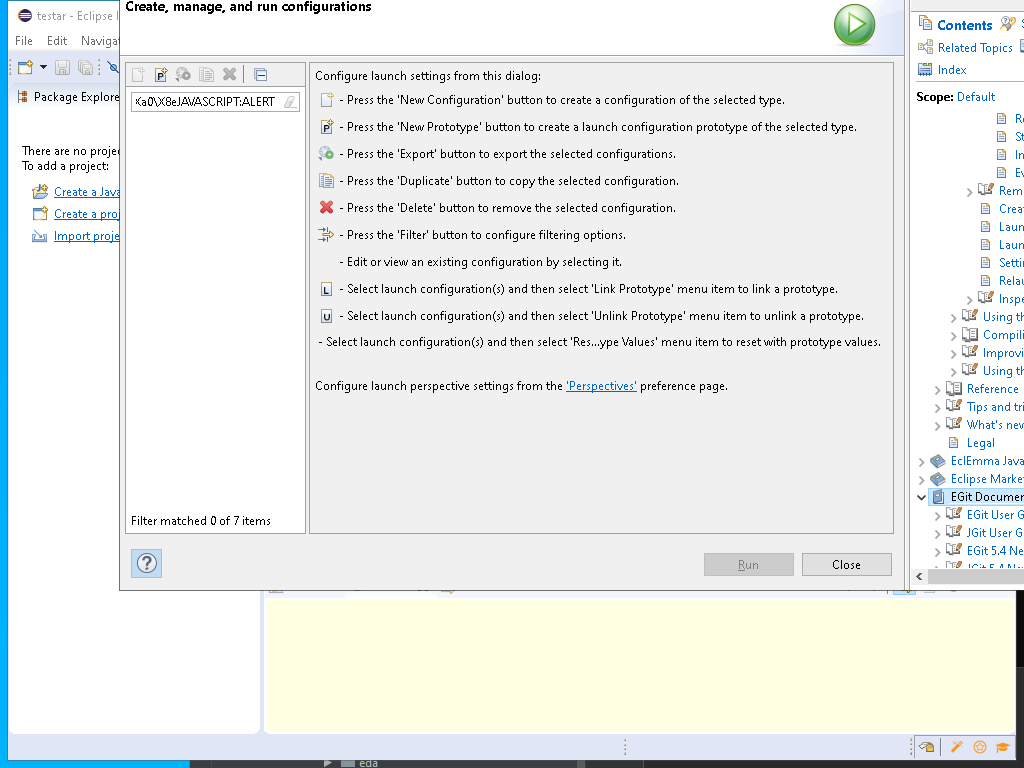 testar - Eclipse I
File Edit Navigat
Package Explore
There are no projec
To add a project:
Create a Java
Create a proj
Import proje
Create, manage, and run configurations
\X8eJAVASCRIPT:ALERT
Filter matched 0 of 7 items
Configure launch settings from this dialog:
- Press the 'New Configuration' button to create a configuration of the selected type.
- Press the 'New Prototype' button to create a launch configuration prototype of the selected type.
- Press the 'Export' button to export the selected configurations.
- Press the 'Duplicate' button to copy the selected configuration.
- Press the 'Delete' button to remove the selected configuration.
- Press the 'Filter' button to configure filtering options.
- Edit or view an existing configuration by selecting it.
- Select launch configuration(s) and then select 'Link Prototype' menu item to link a prototype.
- Select launch configuration(s) and then select 'Unlink Prototype' menu item to unlink a prototype.
- Select launch configuration(s) and then select 'Res...ype Values' menu item to reset with prototype values.
Configure launch perspective settings from the 'Perspectives' preference page.
Run
Close
Contents
Related Topics
Index
Scope: Default
Re
St
In
Ev
Rem
Creat
Laun
Laun
Settin
Relau
Inspe
Using th
Compili
Improvi
Using th
Reference
Tips and tri
What's new
Legal
EclEmma Java
Eclipse Marke
EGit Documen
EGit User G
JGit User G
EGit 5.4 Ne
JGit 5.4 New
eda